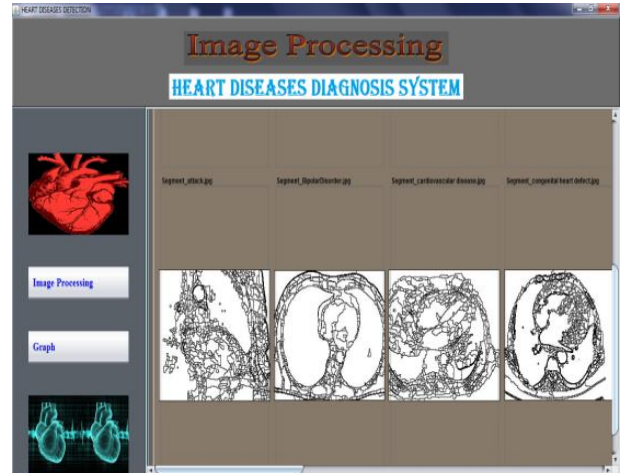 HEART DISEASES DETECTION
Image Processing
HEART DISEASES DIAGNOSIS SYSTEM
Segment_attack.jpg Segment_BipolarDisorder.jpg Segment_cardiovascular disease.jpg Segment_congenital heart defect.jpg
Image Processing
Graph